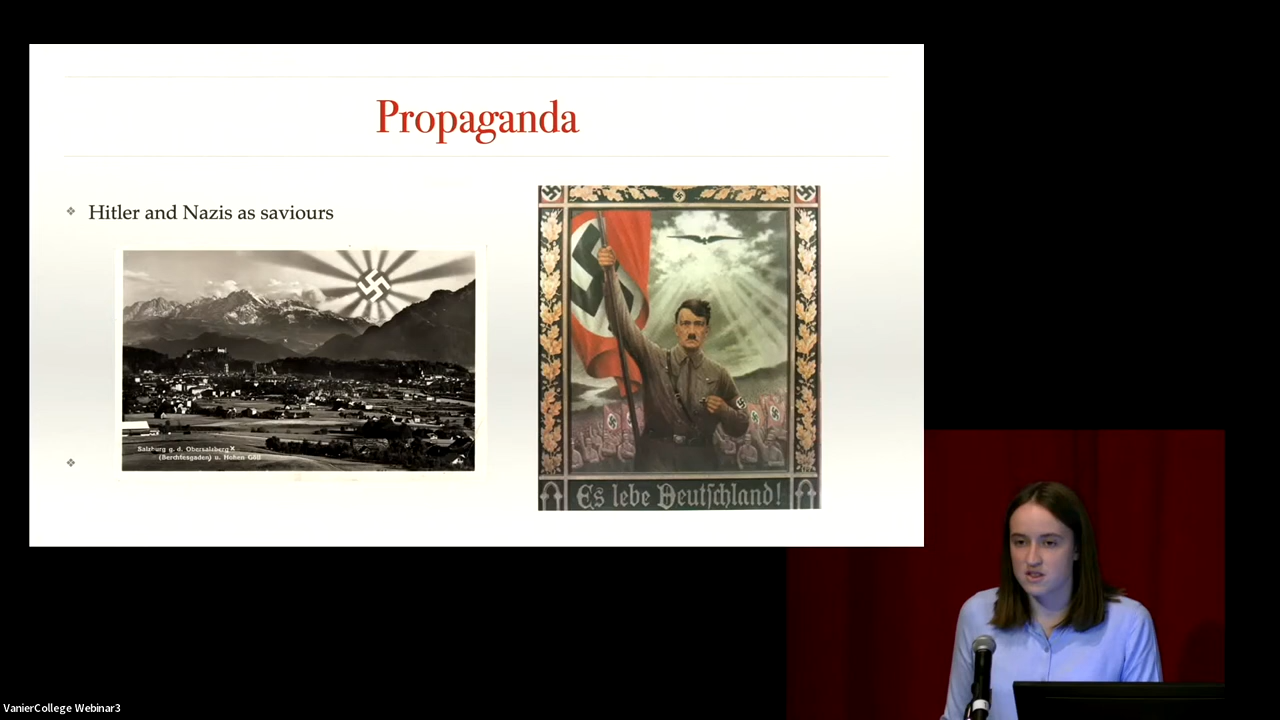 Propaganda
Hitler and Nazis as saviours
Salzburg g. d. Obersalzberg X
(Berchtesgaden) u. Hohen Göll
Es lebe Deutschland!
VanierCollege Webinar3